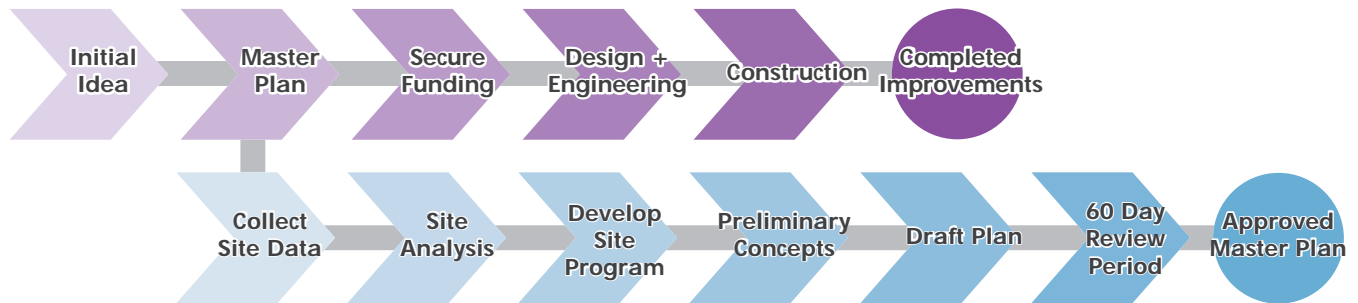 Initial
Idea
Master
Plan
Secure
Funding
Design +
Engineering
Construction
Completed
Improvements
Collect
Site Data
Site
Analysis
Develop
Site
Program
Preliminary
Concepts
Draft Plan
60 Day
Review
Period
Approved
Master Plan